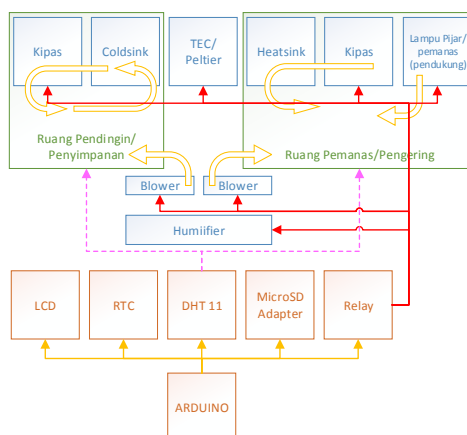 Kipas
Coldsink
TEC/
Peltier
Heatsink
Kipas
Lampu Pijar/
pemanas
(pendukung)
Ruang Pendingin/
Penyimpanan
Ruang Pemanas/Pengering
Blower
Blower
Humiifier
LCD
RTC
DHT 11
MicroSD
Adapter
Relay
ARDUINO